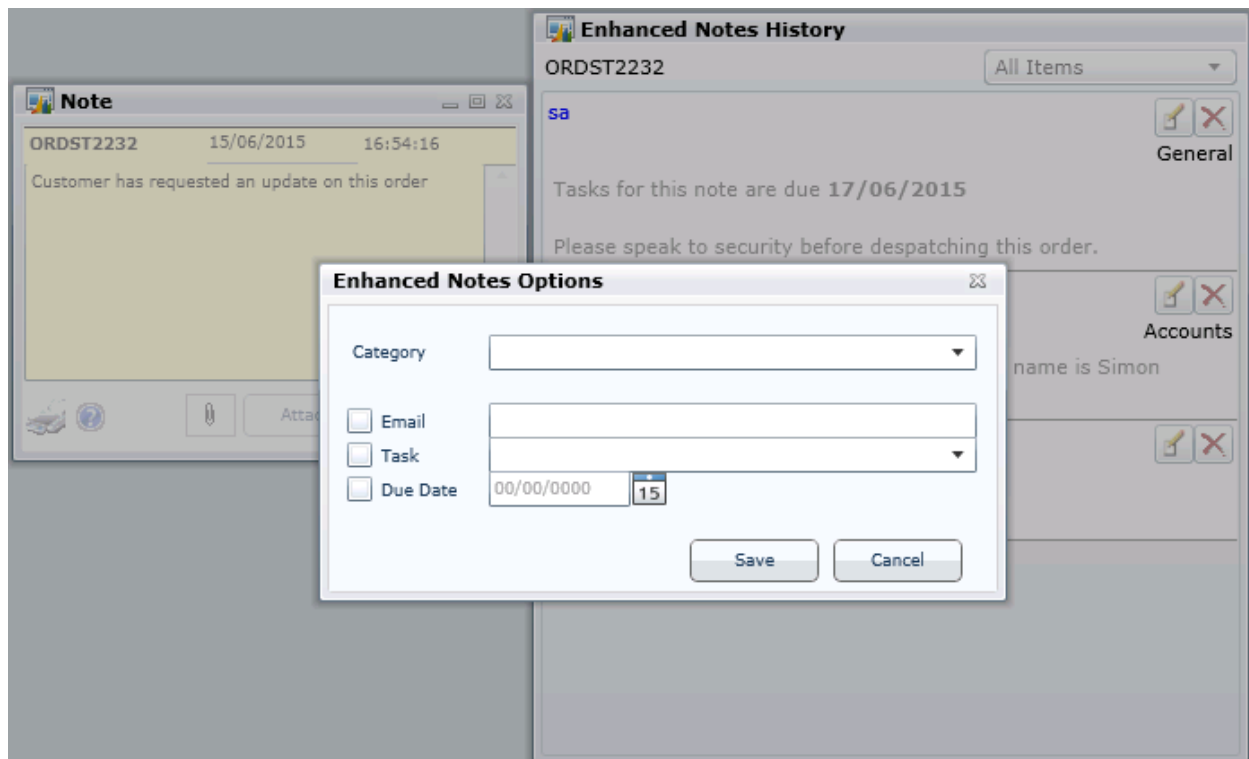 Enhanced Notes History
ORDST2232
All Items
Note
ORDST2232 15/06/2015 16:54:16
Customer has requested an update on this order
sa
General
Tasks for this note are due 17/06/2015
Please speak to security before despatching this order.
Accounts
name is Simon
Attac
Enhanced Notes Options
Category
Email
Task
Due Date 00/00/0000 15
Save Cancel